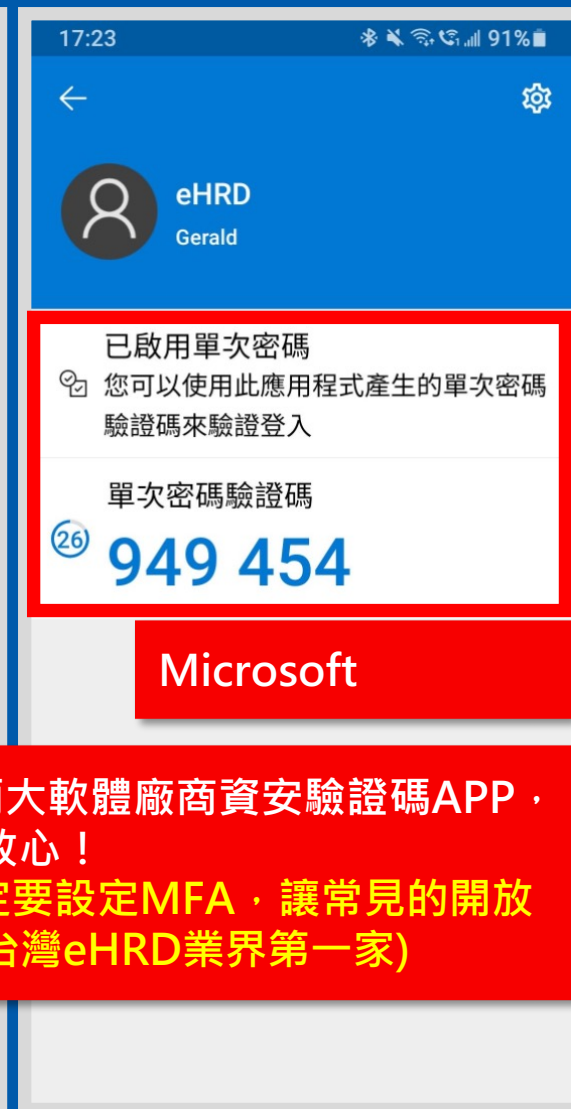 17:23
91%
eHRD
Gerald
已啟用單次密碼
您可以使用此應用程式產生的單次密碼
驗證碼來驗證登入
單次密碼驗證碼
26
949 454
Microsoft
大軟體廠商資安驗證碼APP，
心！
要設定MFA，讓常見的開放
台灣eHRD業界第一家)